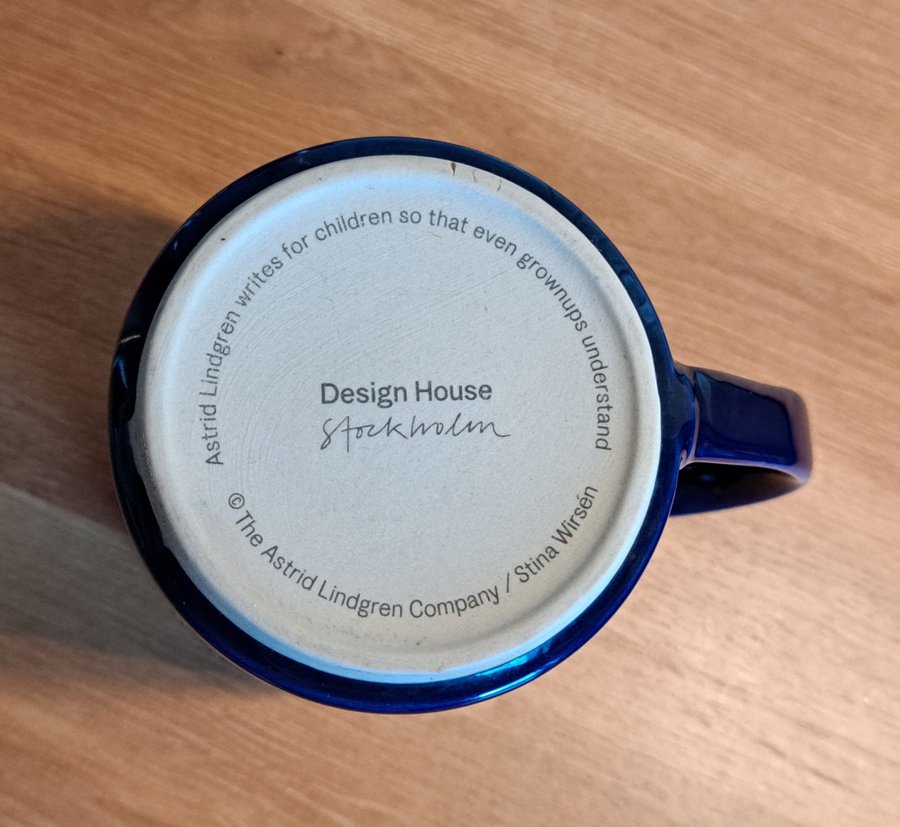 Astrid Lindgren writes for children so that even grownups understand
Design House
Stockholm
© The Astrid Lindgren Company / Stina Wirsén